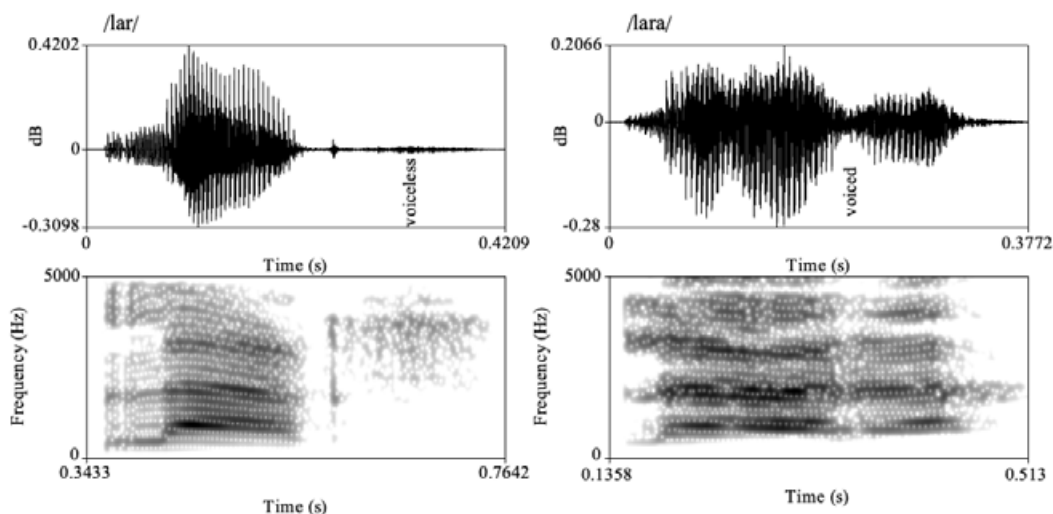 /lar/
0.4202
dB
0
-0.3098
voiceless
0
0.4209
Time (s)
5000
Frequency (Hz)
0
0.3433
0.7642
Time (s)
/lara/
0.2066
dB
0
-0.28
voiced
0
0.3772
Time (s)
5000
Frequency (Hz)
0
0.1358
0.513
Time (s)